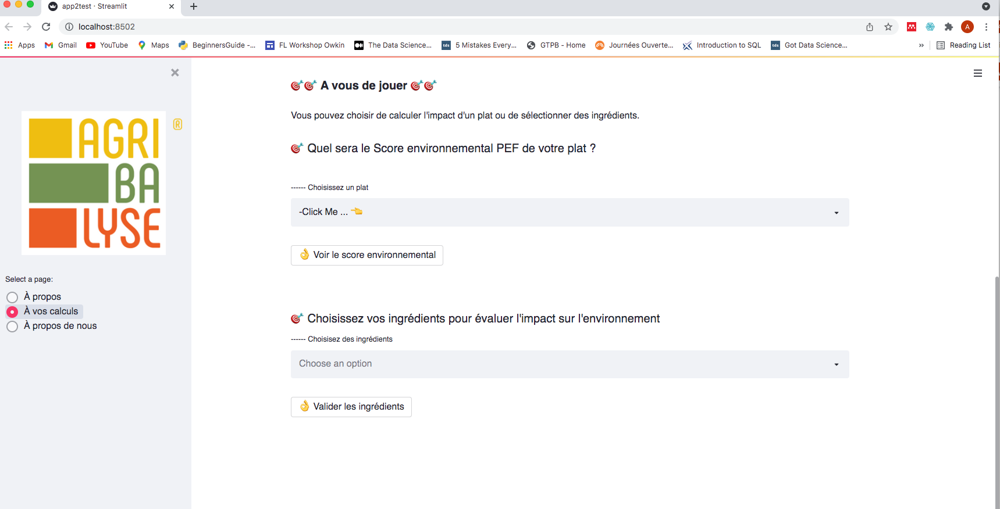 app2test · Streamlit
localhost:8502
A
Apps
Gmail
YouTube
Maps
BeginnersGuide -...
FL Workshop Owkin
The Data Science...
tds
5 Mistakes Every...
GTPB - Home
Journées Ouverte...
Introduction to SQL
tds
Got Data Science...
»
Reading List
AGRI ®
BA
LYSE
Select a page:
À propos
À vos calculs
À propos de nous
🎯🎯 A vous de jouer 🎯🎯
Vous pouvez choisir de calculer l'impact d'un plat ou de sélectionner des ingrédients.
🎯 Quel sera le Score environnemental PEF de votre plat ?
------ Choisissez un plat
-Click Me ... 👈
👌 Voir le score environnemental
🎯 Choisissez vos ingrédients pour évaluer l'impact sur l'environnement
------ Choisisez des ingrédients
Choose an option
👌 Valider les ingrédients